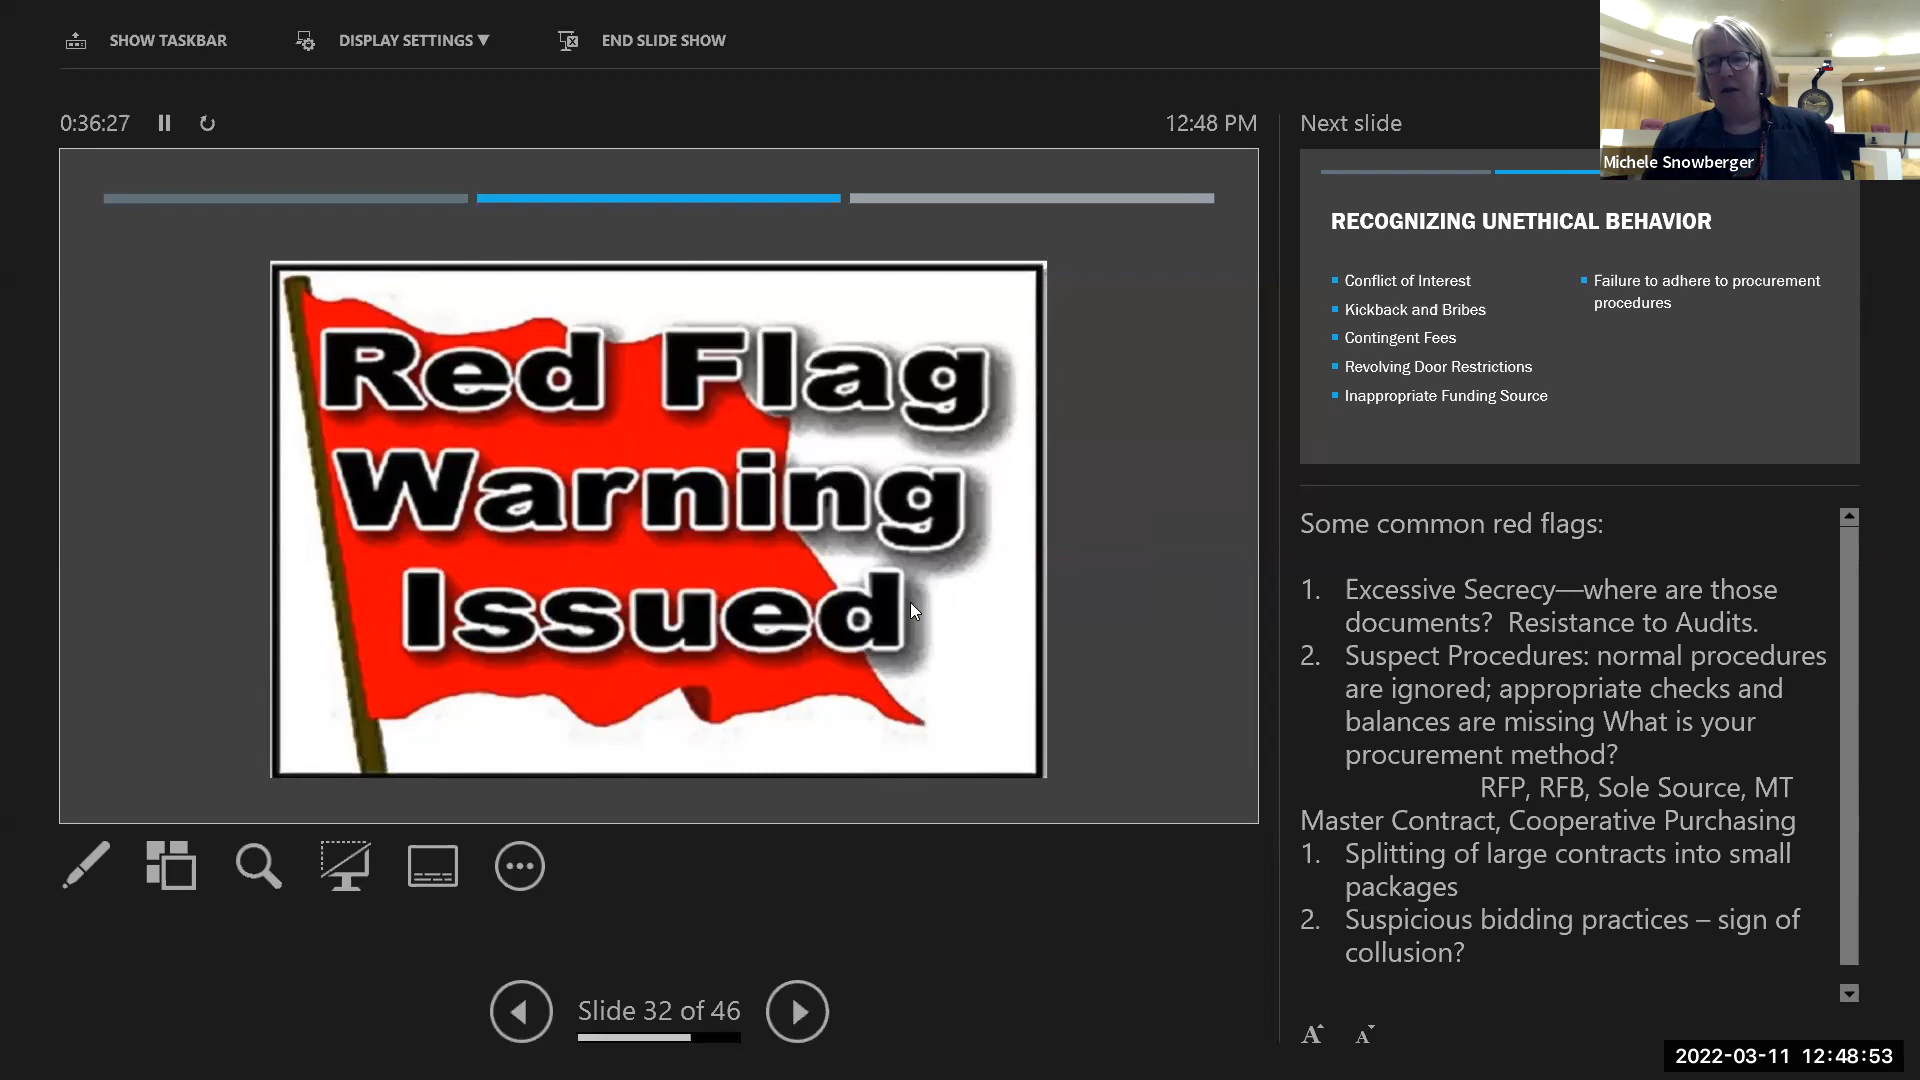 SHOW TASKBAR
DISPLAY SETTINGS ▼
END SLIDE SHOW
0:36:27
12:48 PM
Next slide
Michele Snowberger
Red Flag
Warning
Issued
RECOGNIZING UNETHICAL BEHAVIOR
▪ Conflict of Interest
▪ Kickback and Bribes
▪ Contingent Fees
▪ Revolving Door Restrictions
▪ Inappropriate Funding Source
▪ Failure to adhere to procurement
procedures
Some common red flags:
1. Excessive Secrecy—where are those
documents? Resistance to Audits.
2. Suspect Procedures: normal procedures
are ignored; appropriate checks and
balances are missing What is your
procurement method?
RFP, RFB, Sole Source, MT
Master Contract, Cooperative Purchasing
1. Splitting of large contracts into small
packages
2. Suspicious bidding practices – sign of
collusion?
Slide 32 of 46
A A
2022-03-11 12:48:53